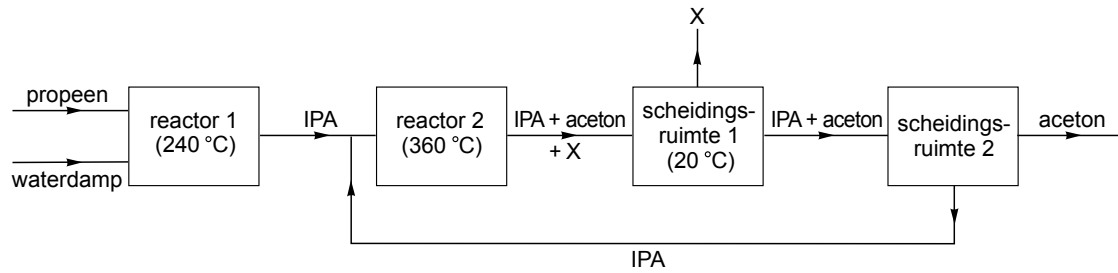 X
propeen
waterdamp
reactor 1
(240 °C)
IPA
reactor 2
(360 °C)
IPA + aceton
+ X
scheidings-
ruimte 1
(20 °C)
IPA + aceton
scheidings-
ruimte 2
aceton
IPA